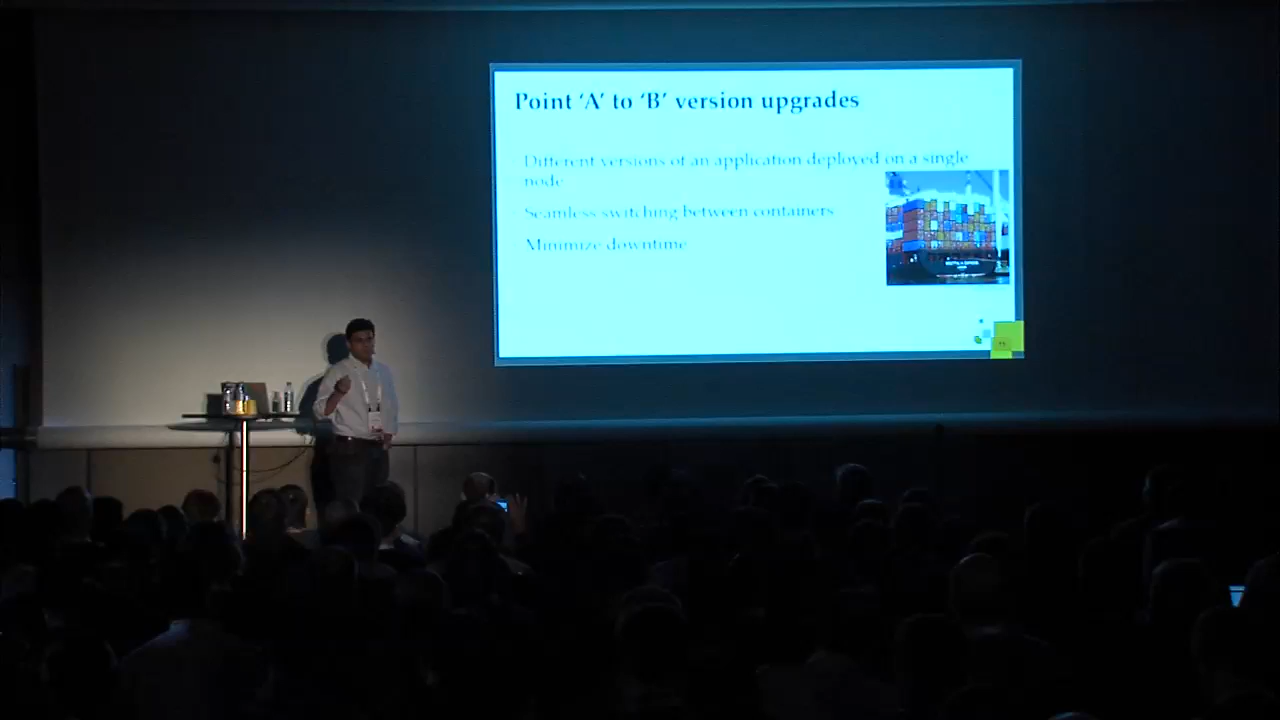 Point ‘A’ to ‘B’ version upgrades
Different versions of an application deployed on a single
node
Seamless switching between containers
Minimize downtime